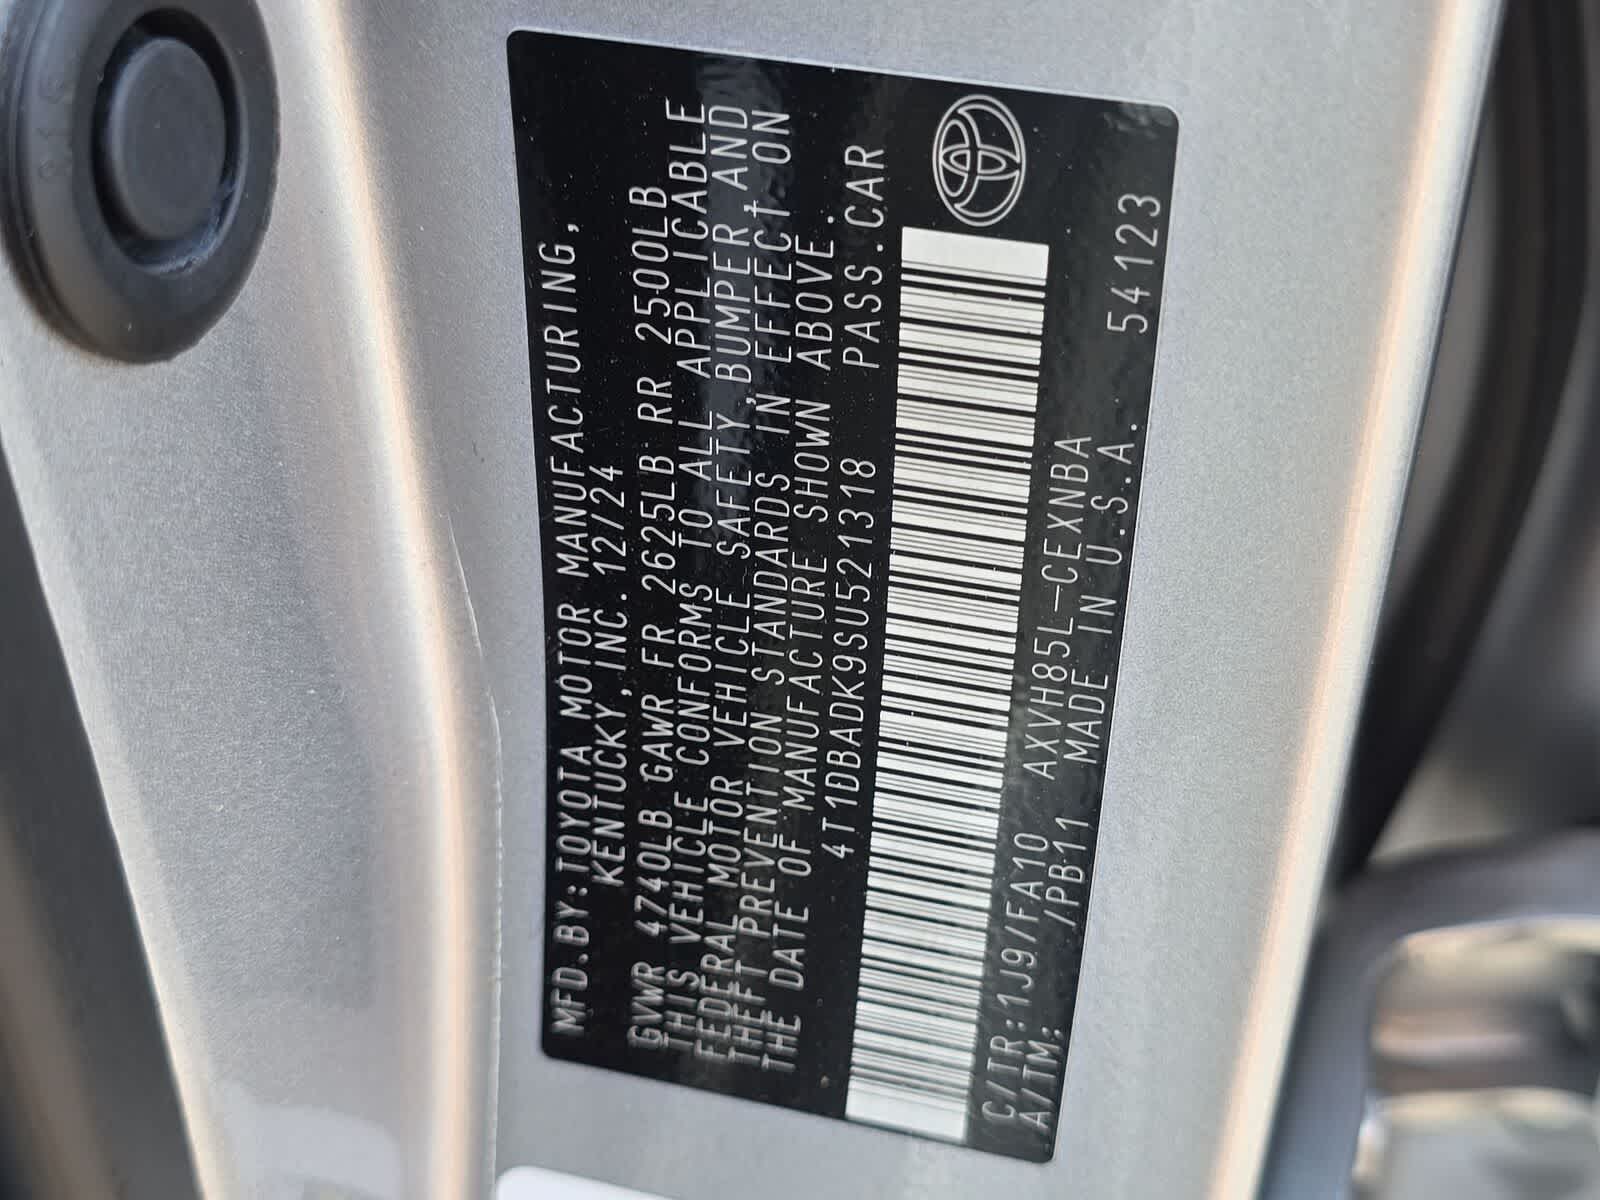 MFD.BY:TOYOTA MOTOR MANUFACTURING,
KENTUCKY,INC.12/24
GVWR 4740LB GAWR FR 2625LB RR 2500LB
THIS VEHICLE CONFORMS TO ALL APPLICABLE
FEDERAL MOTOR VEHICLE SAFETY,BUMPER,AND
THEFT PREVENTION STANDARDS IN EFFECT ON
THE DATE OF MANUFACTURE SHOWN ABOVE.
4T1DBADK9SU521318 PASS.CAR
C/TR:1J9/FA10 AXVH85L-CEXNBA 54123
A/TM: /PB11 MADE IN U.S.A.